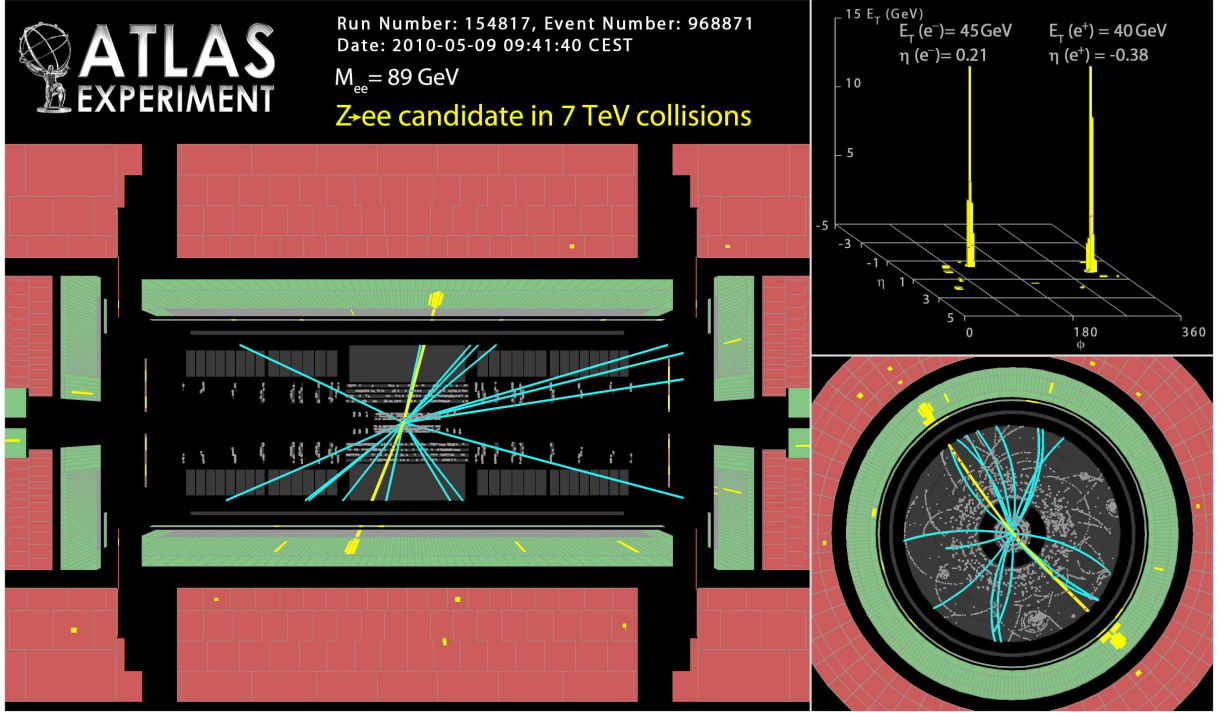 ATLAS
EXPERIMENT
Run Number: 154817, Event Number: 968871
Date: 2010-05-09 09:41:40 CEST
M_ee = 89 GeV
Z→ee candidate in 7 TeV collisions
15 E_T (GeV)
E_T (e⁻) = 45 GeV
η (e⁻) = 0.21
E_T (e⁺) = 40 GeV
η (e⁺) = -0.38
10
5
-5
-3
-1
η 1
3
5
0 180 360
ϕ